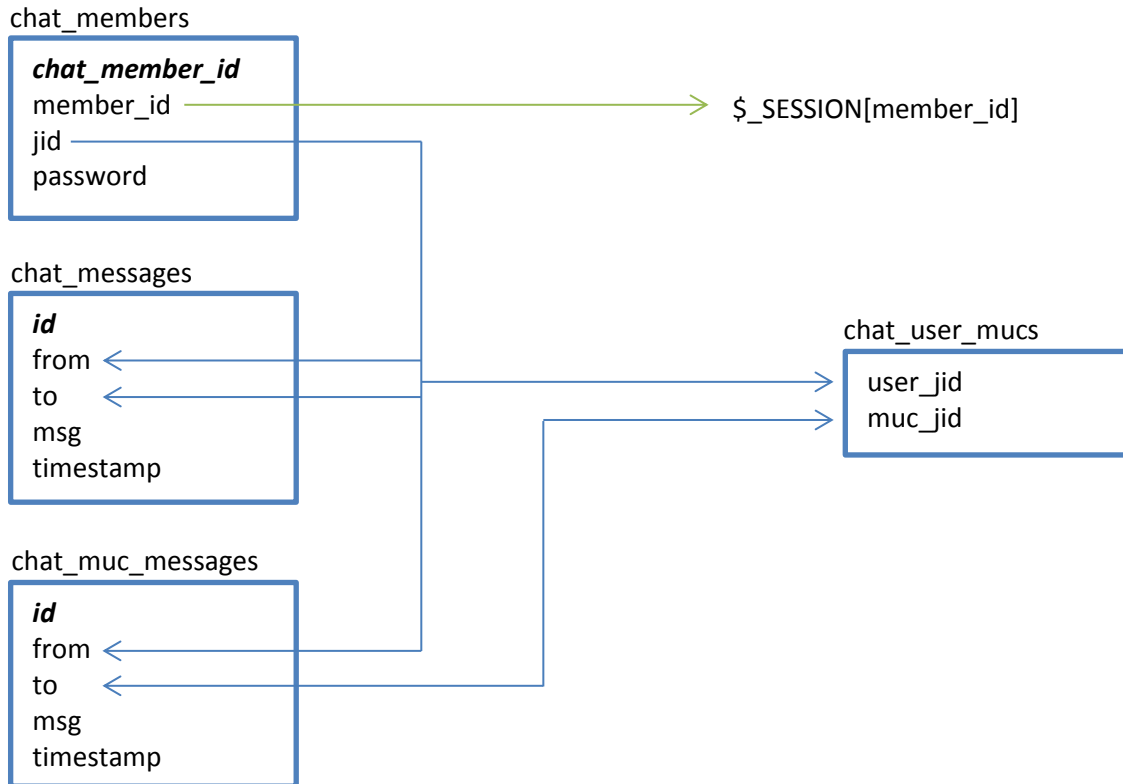 chat_members
chat_member_id
member_id
$_SESSION[member_id]
jid
password
chat_messages
id
from
to
msg
timestamp
chat_user_mucs
user_jid
muc_jid
chat_muc_messages
id
from
to
msg
timestamp